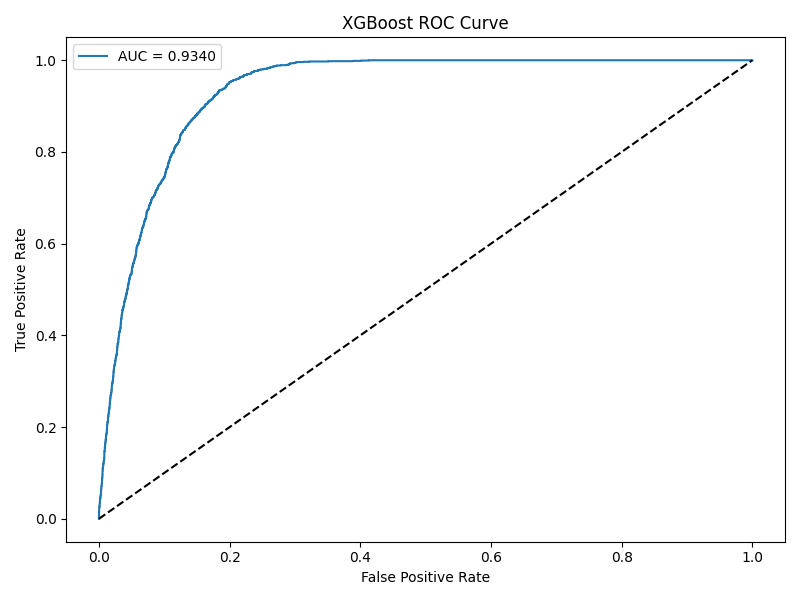 XGBoost ROC Curve
AUC = 0.9340
True Positive Rate
1.0
0.8
0.6
0.4
0.2
0.0
0.0 0.2 0.4 0.6 0.8 1.0
False Positive Rate